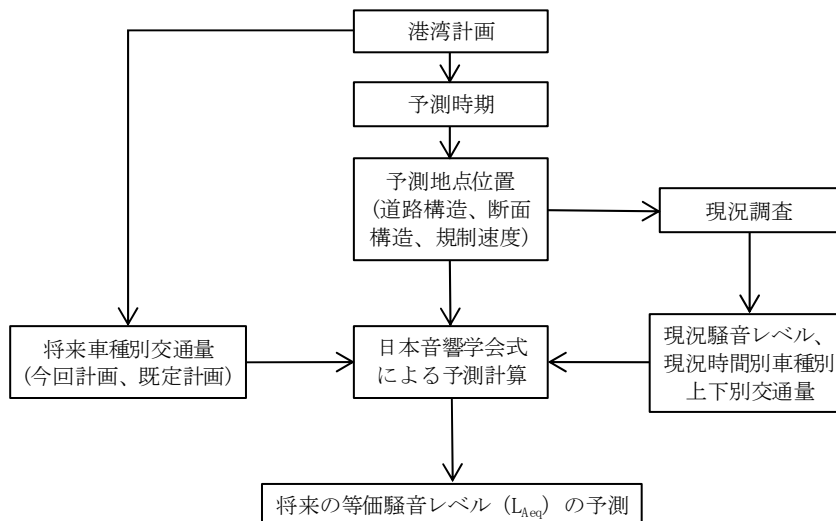 港湾計画
予測時期
予測地点位置
(道路構造、断面
構造、規制速度)
現況調査
将来車種別交通量
(今回計画、既定計画)
日本音響学会式
による予測計算
現況騒音レベル、
現況時間別車種別
上下別交通量
将来の等価騒音レベル（LAeq）の予測